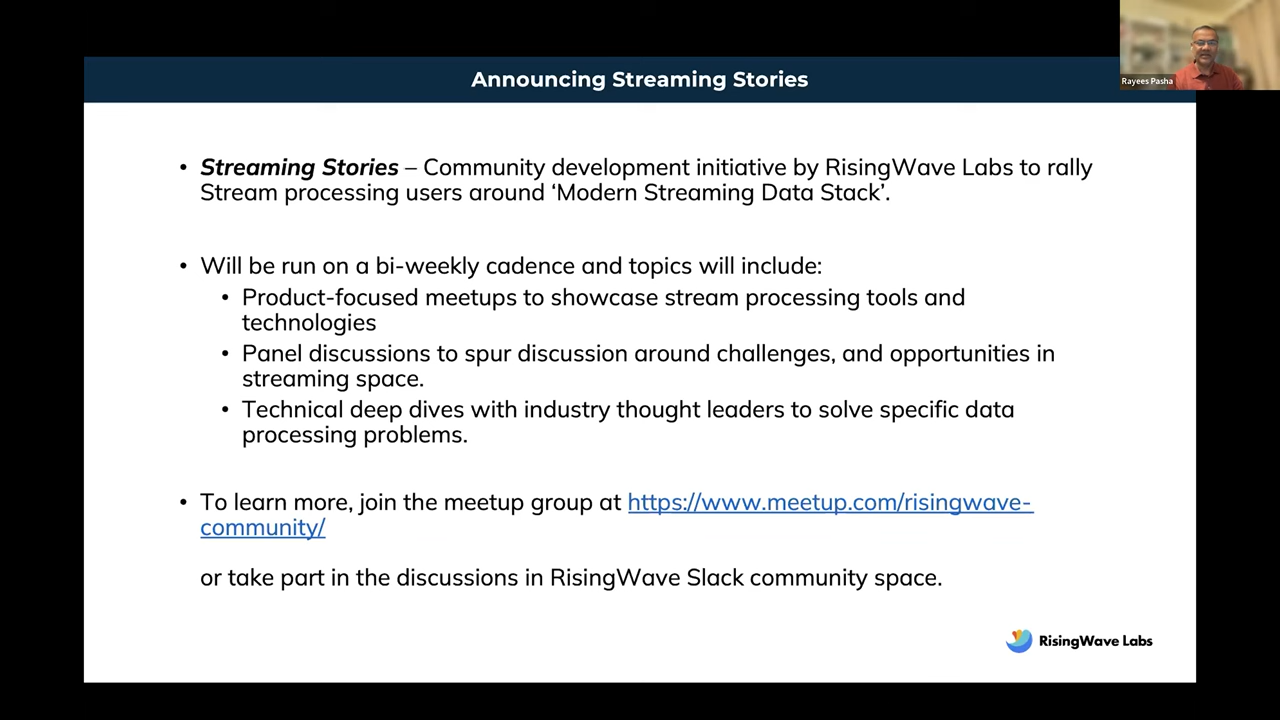 Announcing Streaming Stories
Rayees Pasha
• Streaming Stories – Community development initiative by RisingWave Labs to rally
Stream processing users around ‘Modern Streaming Data Stack’.
• Will be run on a bi-weekly cadence and topics will include:
• Product-focused meetups to showcase stream processing tools and
technologies
• Panel discussions to spur discussion around challenges, and opportunities in
streaming space.
• Technical deep dives with industry thought leaders to solve specific data
processing problems.
• To learn more, join the meetup group at https://www.meetup.com/risingwave-
community/
or take part in the discussions in RisingWave Slack community space.
RisingWave Labs